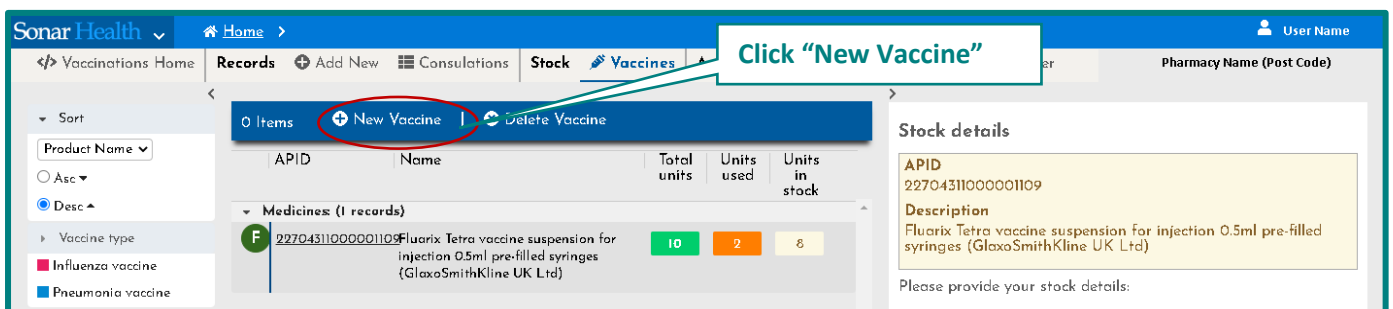 Sonar Health Home > User Name
Vaccinations Home Records Add New Consulations Stock Vaccines
Pharmacy Name (Post Code)
Click “New Vaccine”
Sort
Product Name
Asc
Desc
Vaccine type
Influenza vaccine
Pneumonia vaccine
0 Items New Vaccine | Delete Vaccine
APID Name Total units Units used Units in stock
Medicines: (1 records)
F 22704311000001109 Fluarix Tetra vaccine suspension for
injection 0.5ml pre-filled syringes
(GlaxoSmithKline UK Ltd)
10 2 8
Stock details
APID
22704311000001109
Description
Fluarix Tetra vaccine suspension for injection 0.5ml pre-filled
syringes (GlaxoSmithKline UK Ltd)
Please provide your stock details: